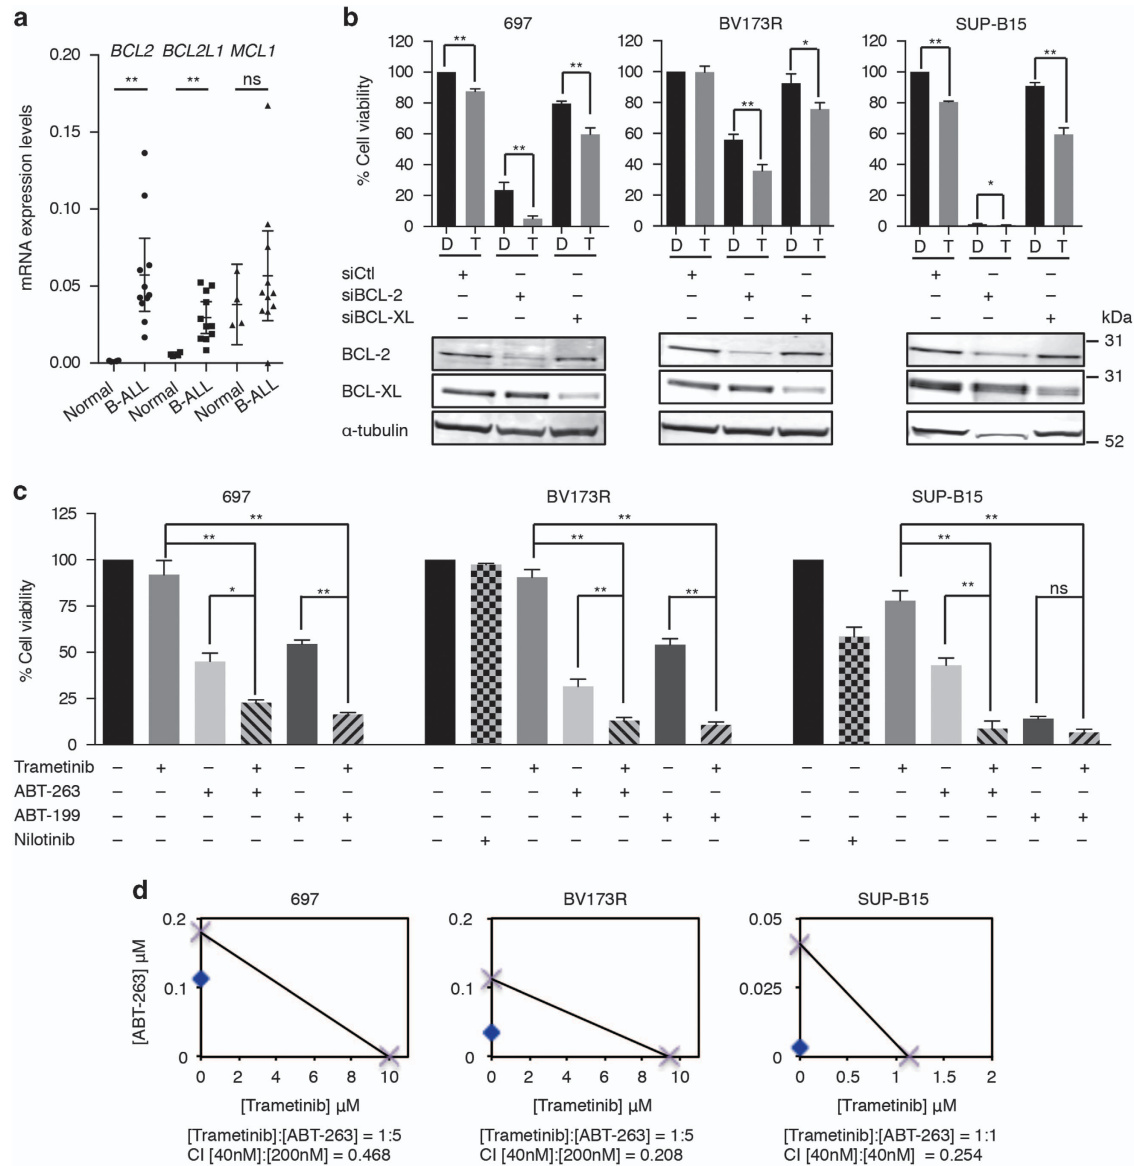 a
BCL2 BCL2L1 MCL1
** ** ns
mRNA expression levels
0.20
0.15
0.10
0.05
0.00
Normal B-ALL Normal B-ALL Normal B-ALL
b
697 BV173R SUP-B15
% Cell viability
120 120 120
100 100 100
80 80 80
60 60 60
40 40 40
20 20 20
0 0 0
** ** **
** * **
** ** *
D T D T D T D T D T D T D T D T D T
siCtl + – – + – – + – –
siBCL-2 – + – – + – – + –
siBCL-XL – – + – – + – – + kDa
BCL-2 31
BCL-XL 31
α-tubulin 52
c
697 BV173R SUP-B15
% Cell viability
125
100
75
50
25
0
** ** **
** ** **
* ** ** ** ** ns
Trametinib – + – + – + – – + – + – + – – + – + – +
ABT-263 – – + + – – – – – + + – – – – – + + – –
ABT-199 – – – – + + – – – – – + + – – – – – + +
Nilotinib – – – – – – – + – – – – – – + – – – – –
d
697 BV173R SUP-B15
[ABT-263] µM
0.2 0.2 0.05
0.1 0.1 0.025
0 0 0
0 2 4 6 8 10 0 2 4 6 8 10 0 0.5 1 1.5 2
[Trametinib] µM [Trametinib] µM [Trametinib] µM
[Trametinib]:[ABT-263] = 1:5 [Trametinib]:[ABT-263] = 1:5 [Trametinib]:[ABT-263] = 1:1
CI [40nM]:[200nM] = 0.468 CI [40nM]:[200nM] = 0.208 CI [40nM]:[40nM] = 0.254